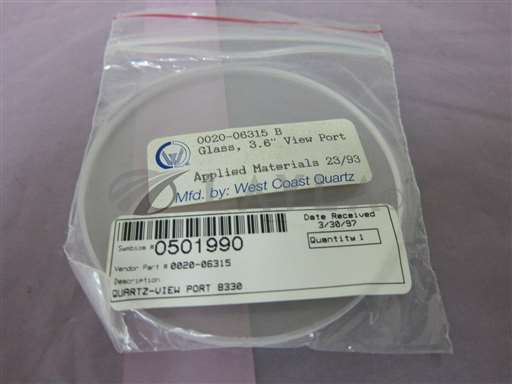 0020-06315 B
Glass, 3.6" View Port
Applied Materials 23/93
Mfd. by: West Coast Quartz
Date Received
3/30/97
Symbios # 0501990
Quantity 1
Vendor Part # 0020-06315
Description
QUARTZ-VIEW PORT 8330